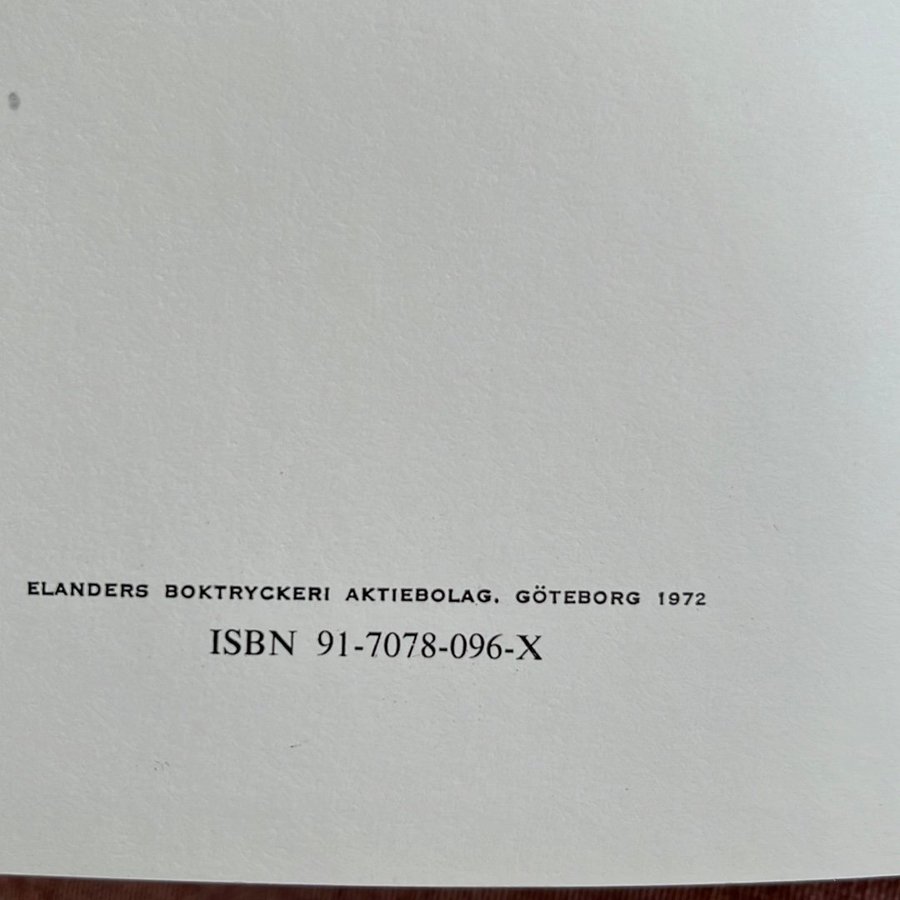 ELANDERS BOKTRYCKERI AKTIEBOLAG. GÖTEBORG 1972
ISBN 91-7078-096-X